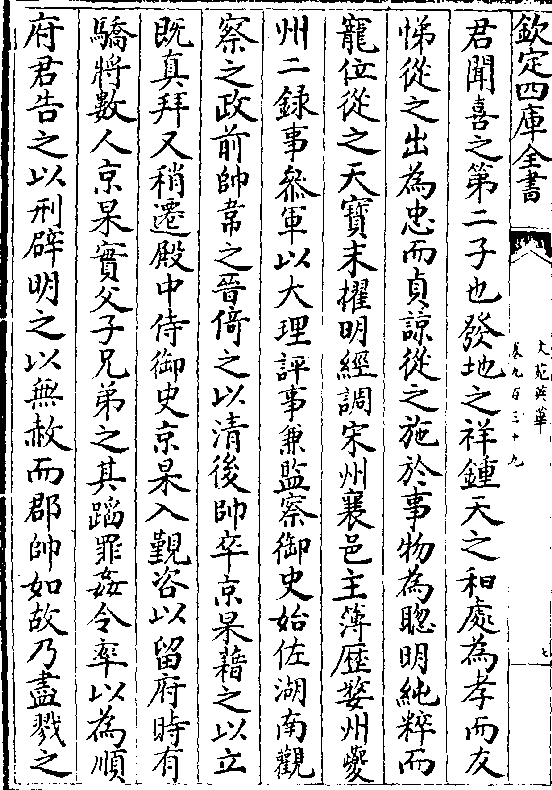 欽定四庫全書
文苑英華
卷九百三十九
君聞喜之第二子也發地之祥鍾天之和處為孝而友
悌從之出為忠而貞諒從之施於事物為聰明純粹而
寵位從之天寳末擢明經調宋州襄邑主簿歴婺州夔
州二録事叅軍以大理評事兼監察御史始佐湖南觀
察之政前帥韋之晉倚之以清後帥卒京杲藉之以立
既真拜又稍遷殿中侍御史京杲入覲咨以留府時有
驕將數人京杲實父子兄弟之其蹈罪姦令率以為順
府君告之以刑辟明之以無赦而郡帥如故乃盡戮之